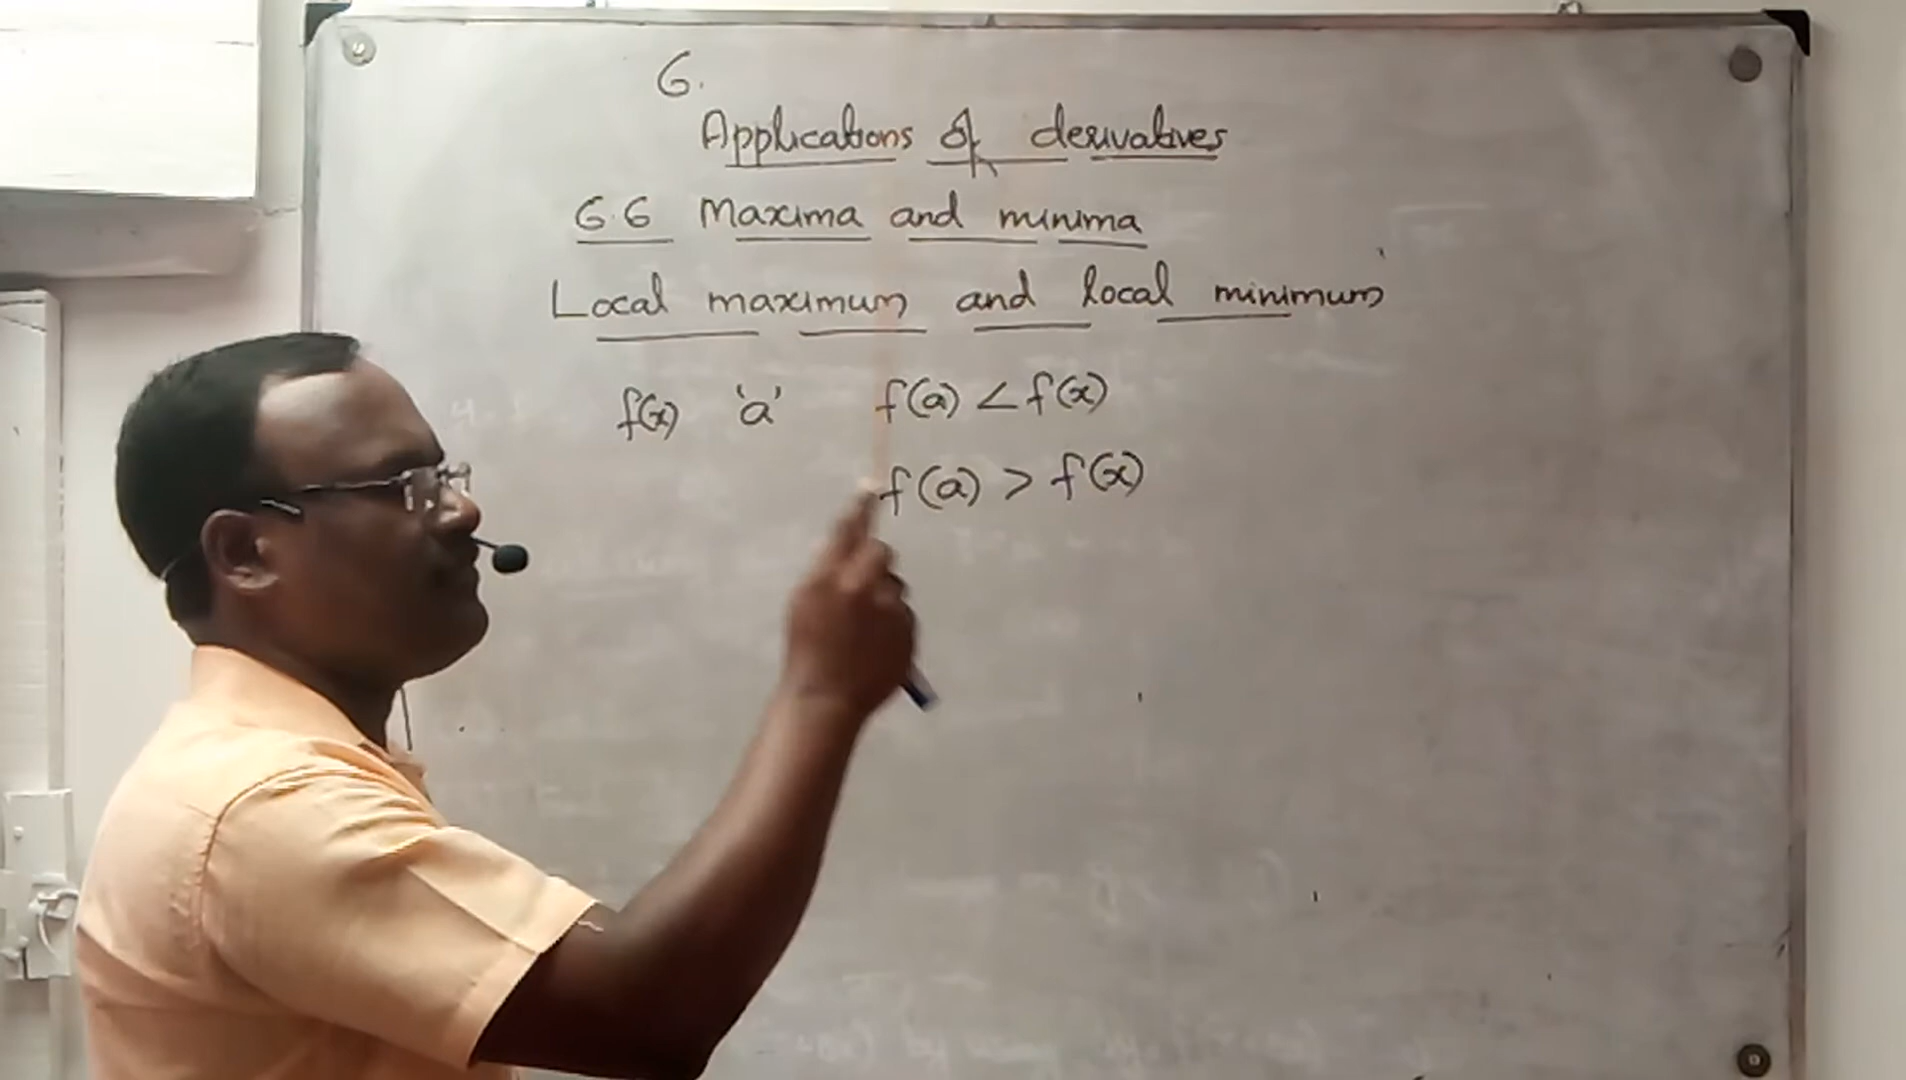 6.
Applications of derivatives
6.6 Maxima and minima
Local maximum and local minimum
f(x) 'a' f(a) < f(x)
f(a) > f(x)